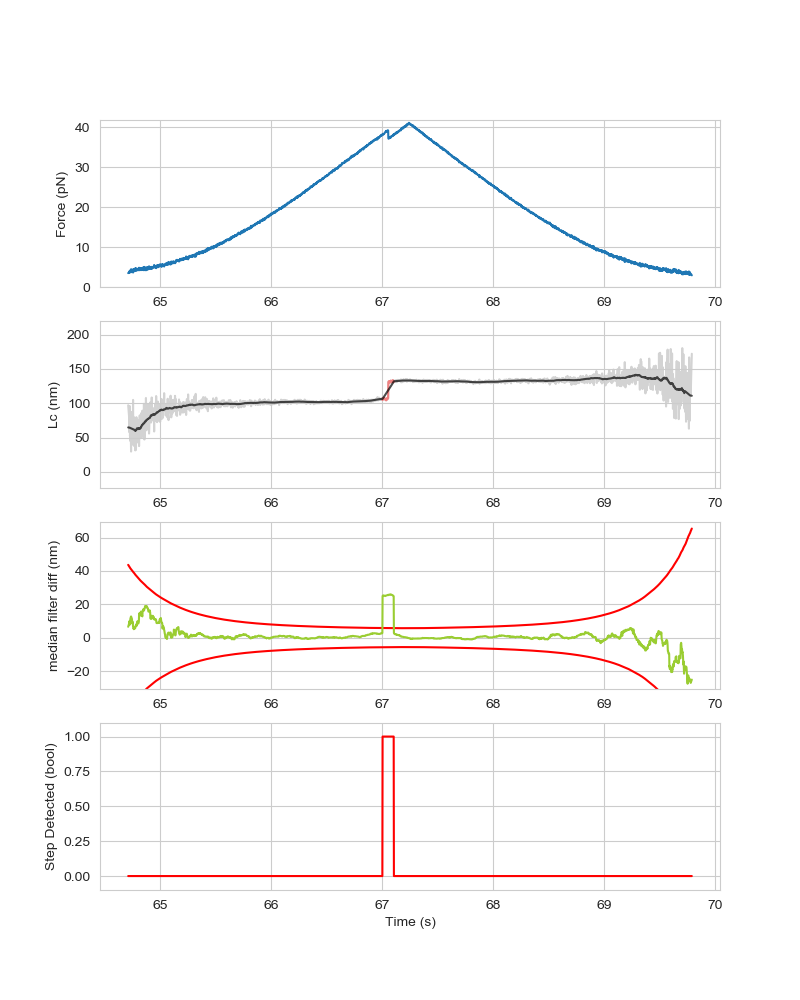 40
30
20
10
0
Force (pN)
65 66 67 68 69 70
200
150
100
50
0
Lc (nm)
65 66 67 68 69 70
60
40
20
0
−20
median filter diff (nm)
65 66 67 68 69 70
1.00
0.75
0.50
0.25
0.00
Step Detected (bool)
65 66 67 68 69 70
Time (s)